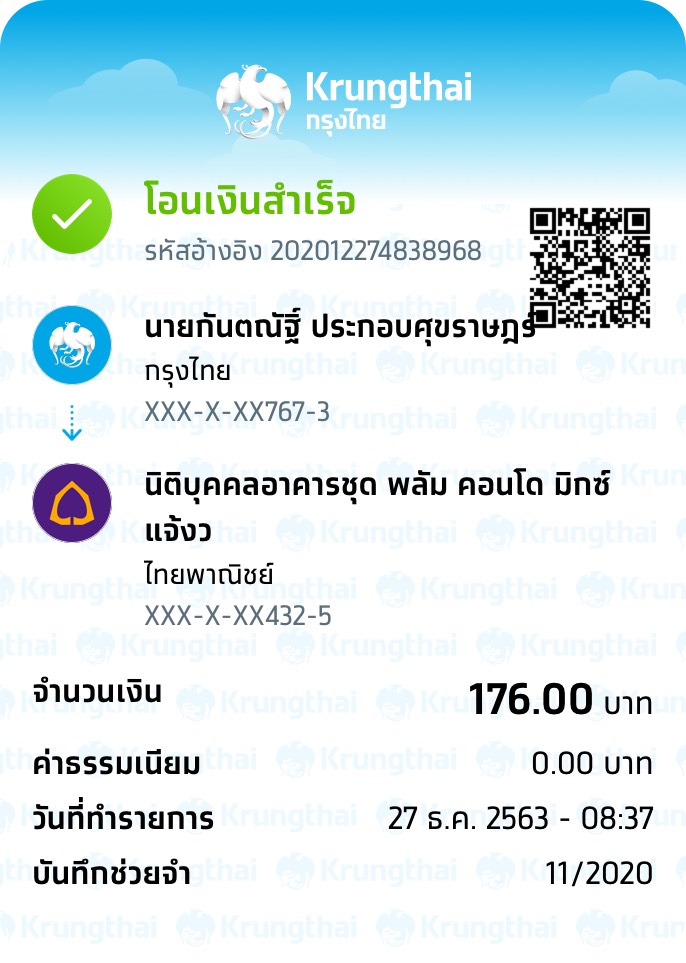 Krungthai
กรุงไทย
โอนเงินสำเร็จ
รหัสอ้างอิง 202012274838968
นายกันตณัฐิ์ ประกอบศุขราษฎร์
กรุงไทย
XXX-X-XX767-3
นิติบุคคลอาคารชุด พลัม คอนโด มิกซ์
แจ้งว
ไทยพาณิชย์
XXX-X-XX432-5
จำนวนเงิน 176.00 บาท
ค่าธรรมเนียม 0.00 บาท
วันที่ทำรายการ 27 ธ.ค. 2563 - 08:37
บันทึกช่วยจำ 11/2020